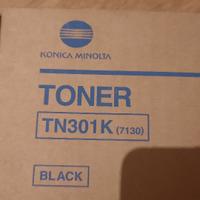 KONICA MINOLTA
TONER
TN301K (7130)
BLACK